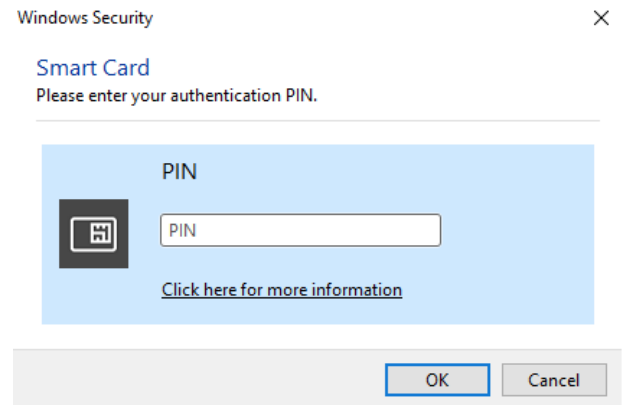 Windows Security
Smart Card
Please enter your authentication PIN.
PIN
PIN
Click here for more information
OK Cancel